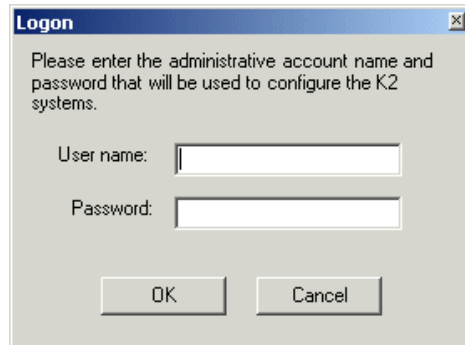 Logon
Please enter the administrative account name and
password that will be used to configure the K2
systems.
User name:
Password:
OK Cancel